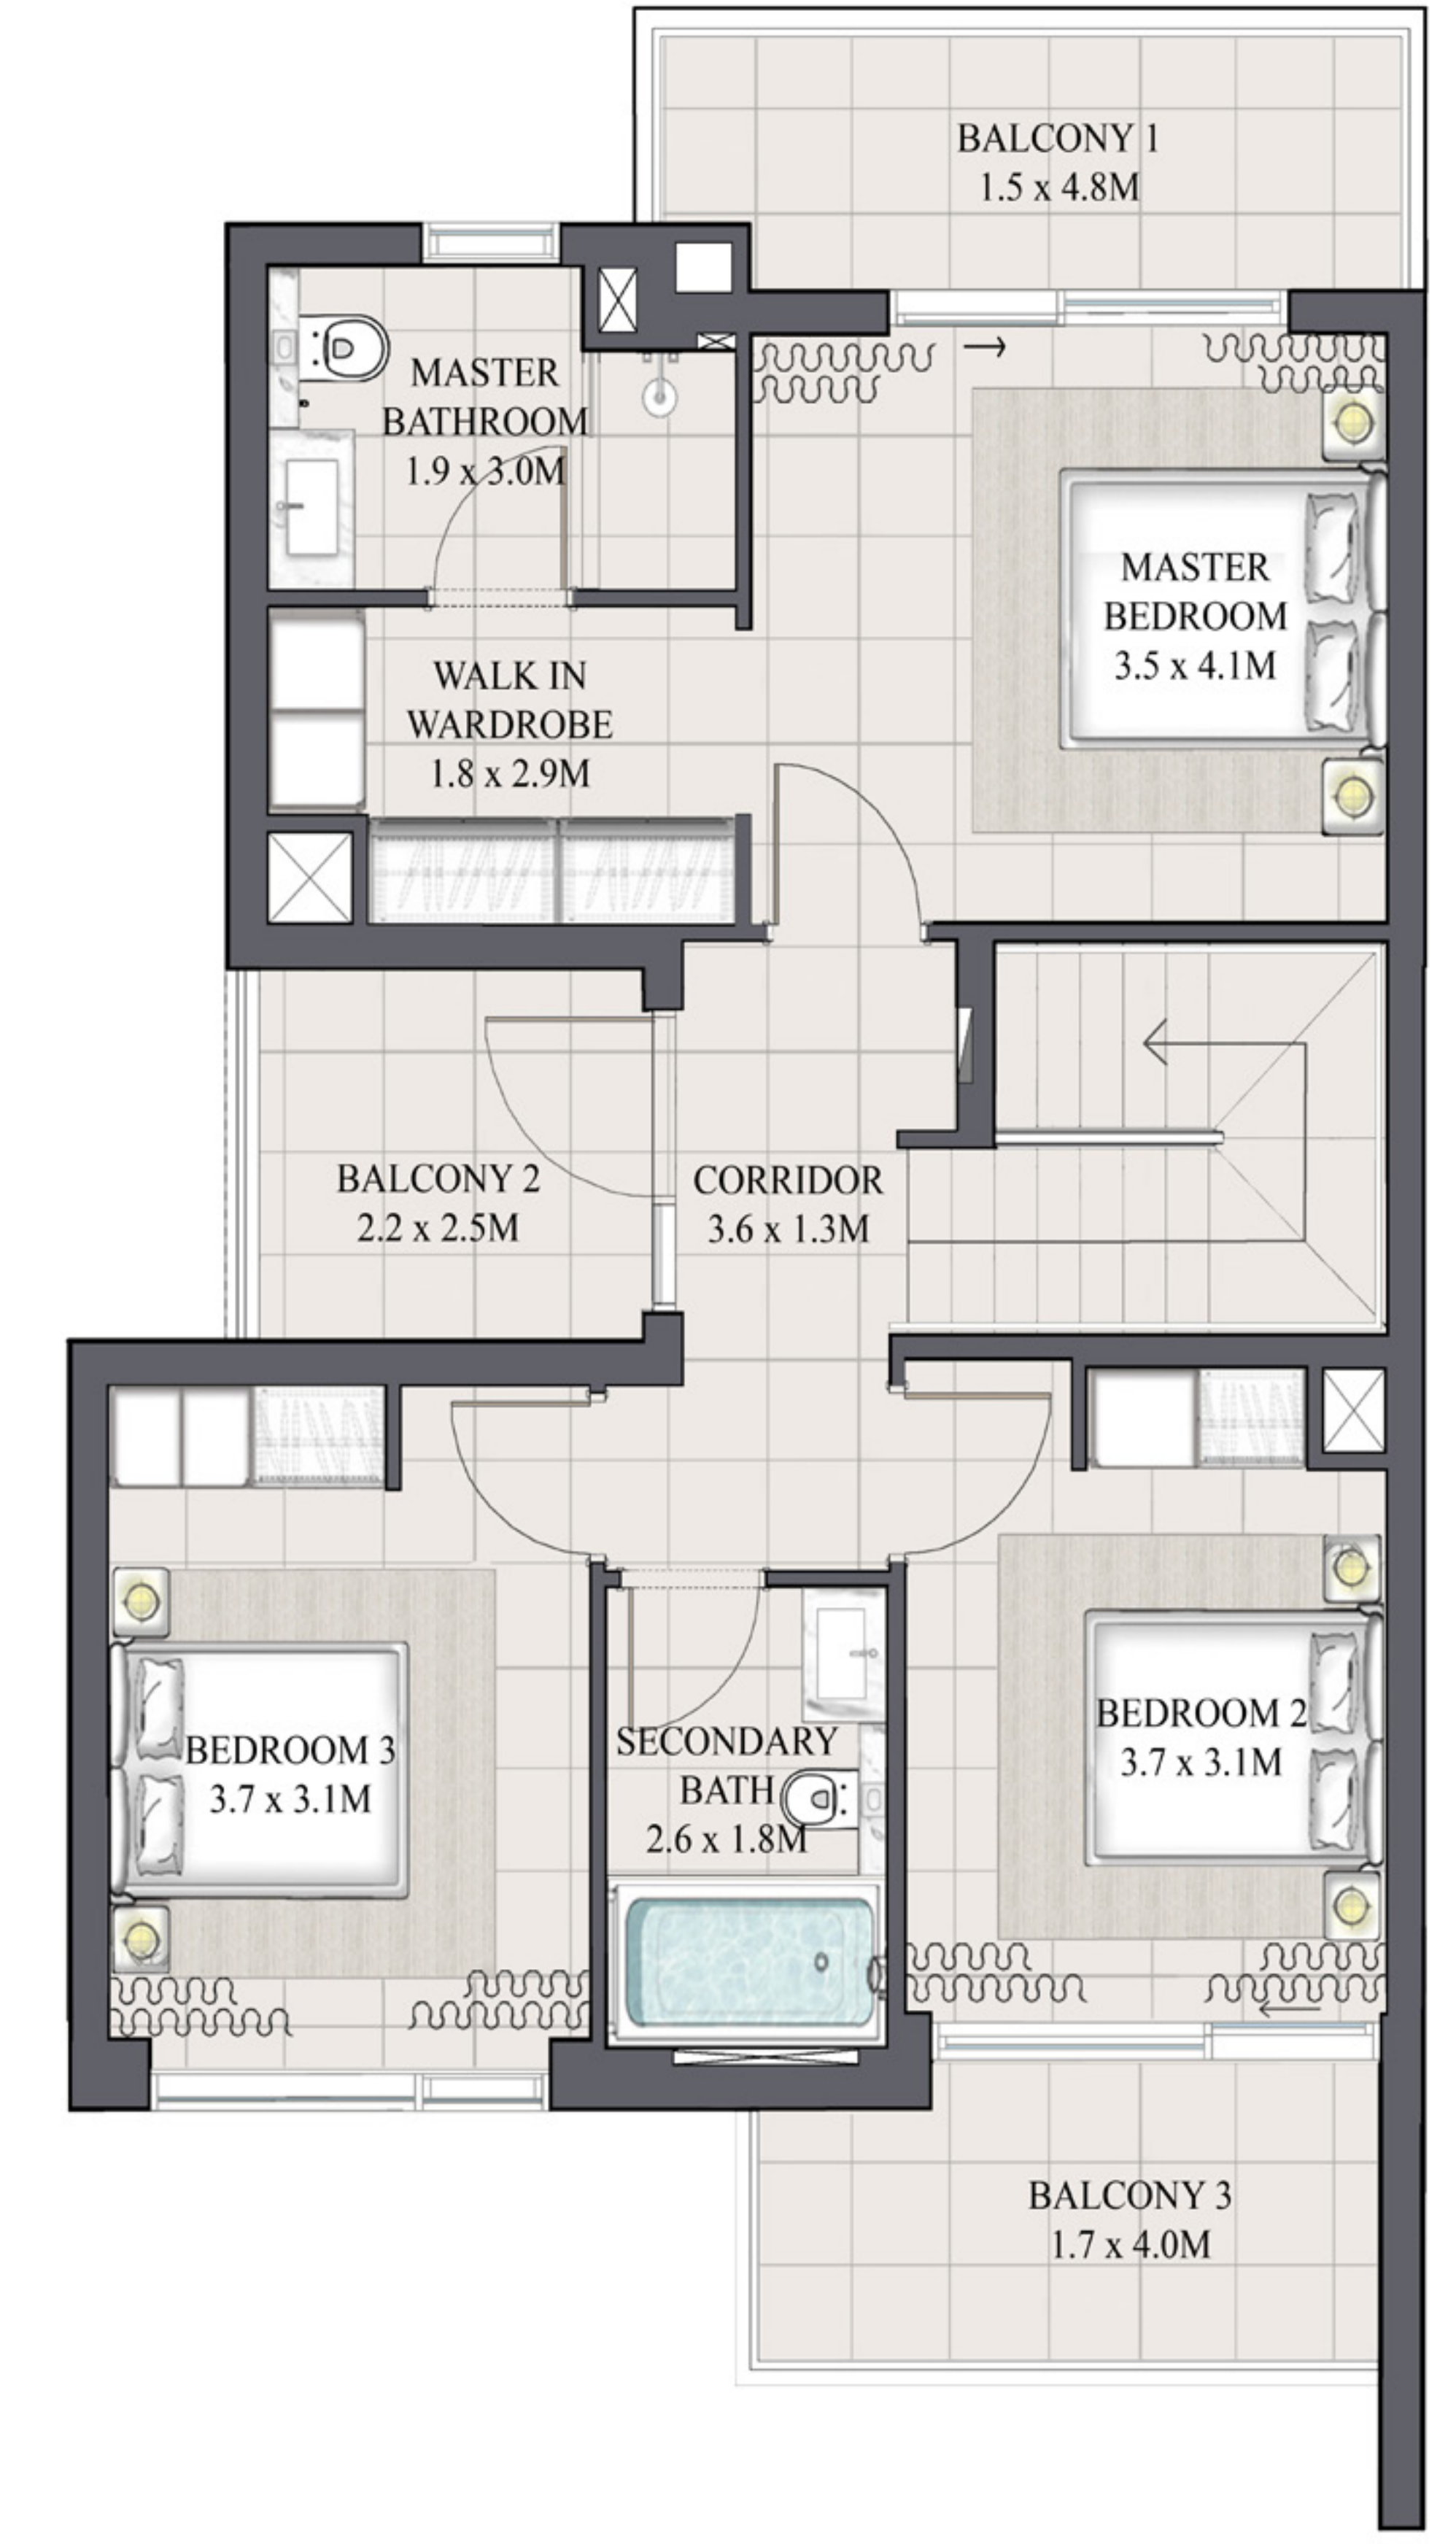 BALCONY 1
1.5 x 4.8M
MASTER
BATHROOM
1.9 x 3.0M
MASTER
BEDROOM
3.5 x 4.1M
WALK IN
WARDROBE
1.8 x 2.9M
BALCONY 2
2.2 x 2.5M
CORRIDOR
3.6 x 1.3M
BEDROOM 3
3.7 x 3.1M
SECONDARY
BATH
2.6 x 1.8M
BEDROOM 2
3.7 x 3.1M
BALCONY 3
1.7 x 4.0M